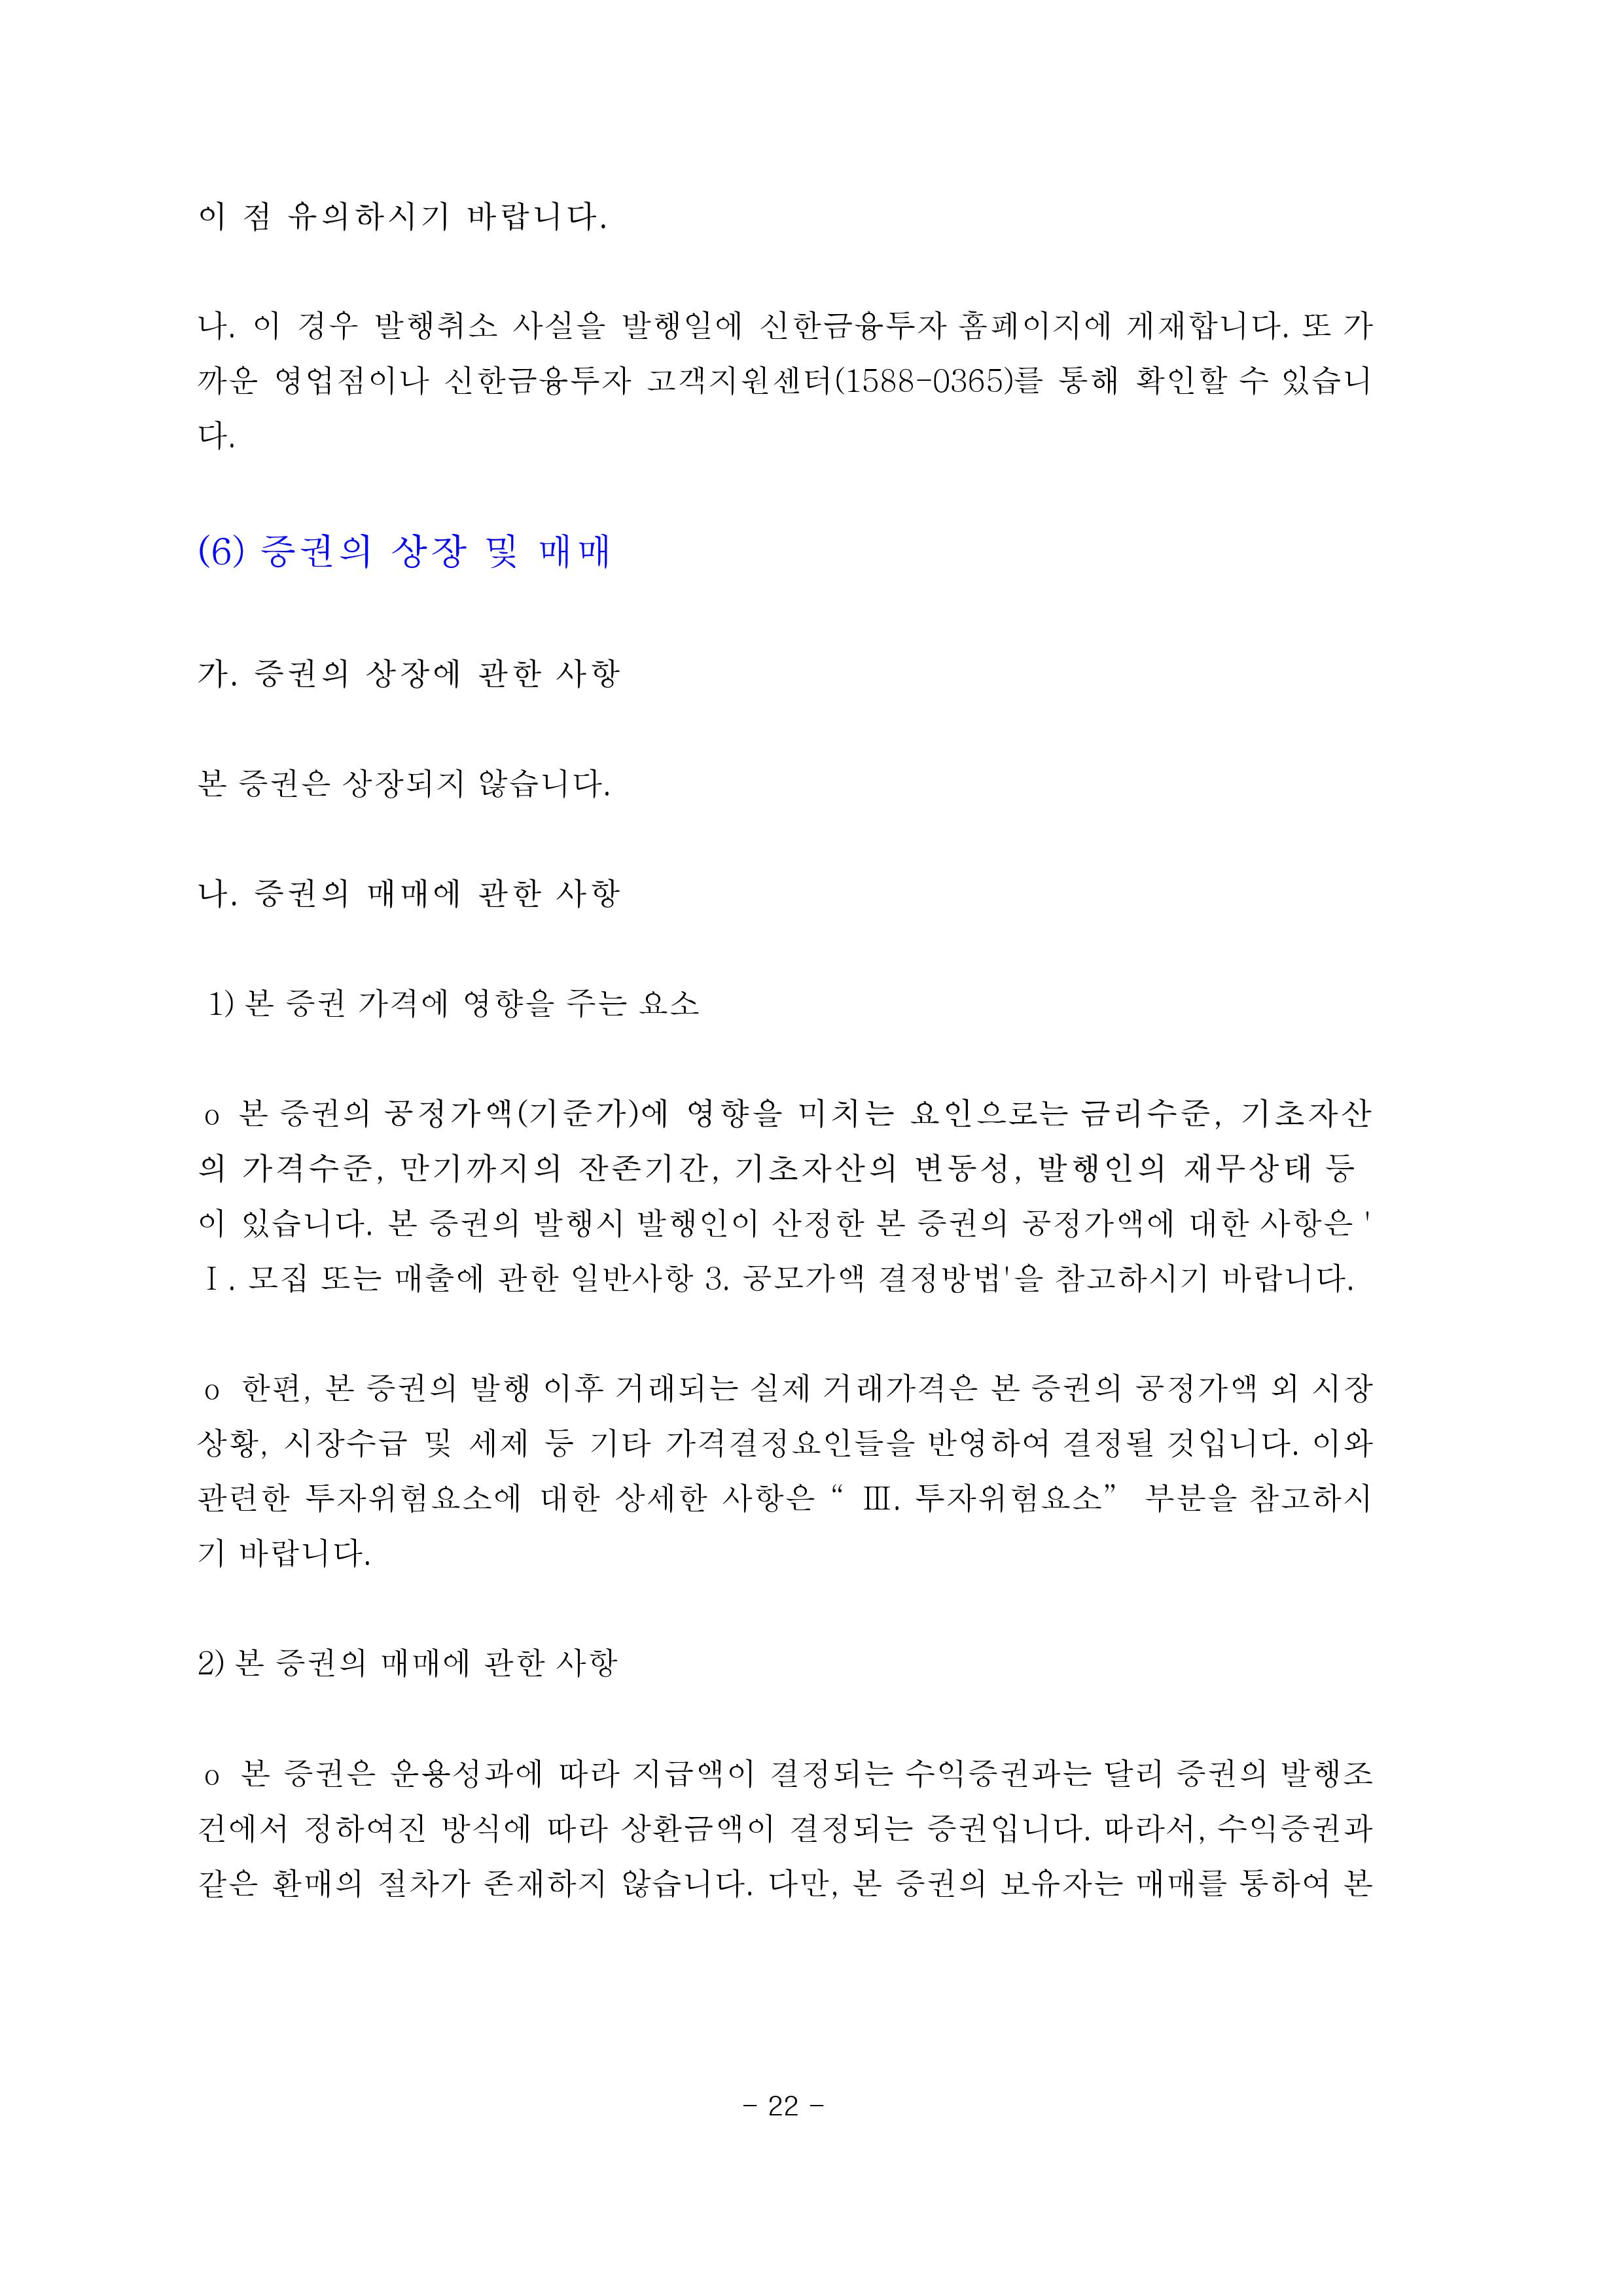 이 점 유의하시기 바랍니다.
나. 이 경우 발행취소 사실을 발행일에 신한금융투자 홈페이지에 게재합니다. 또 가
까운 영업점이나 신한금융투자 고객지원센터(1588-0365)를 통해 확인할 수 있습니
다.
(6) 증권의 상장 및 매매
가. 증권의 상장에 관한 사항
본 증권은 상장되지 않습니다.
나. 증권의 매매에 관한 사항
1) 본 증권 가격에 영향을 주는 요소
o 본 증권의 공정가액(기준가)에 영향을 미치는 요인으로는 금리수준, 기초자산
의 가격수준, 만기까지의 잔존기간, 기초자산의 변동성, 발행인의 재무상태 등
이 있습니다. 본 증권의 발행시 발행인이 산정한 본 증권의 공정가액에 대한 사항은 '
Ⅰ. 모집 또는 매출에 관한 일반사항 3. 공모가액 결정방법'을 참고하시기 바랍니다.
o 한편, 본 증권의 발행 이후 거래되는 실제 거래가격은 본 증권의 공정가액 외 시장
상황, 시장수급 및 세제 등 기타 가격결정요인들을 반영하여 결정될 것입니다. 이와
관련한 투자위험요소에 대한 상세한 사항은 “ Ⅲ. 투자위험요소” 부분을 참고하시
기 바랍니다.
2) 본 증권의 매매에 관한 사항
o 본 증권은 운용성과에 따라 지급액이 결정되는 수익증권과는 달리 증권의 발행조
건에서 정하여진 방식에 따라 상환금액이 결정되는 증권입니다. 따라서, 수익증권과
같은 환매의 절차가 존재하지 않습니다. 다만, 본 증권의 보유자는 매매를 통하여 본
- 22 -